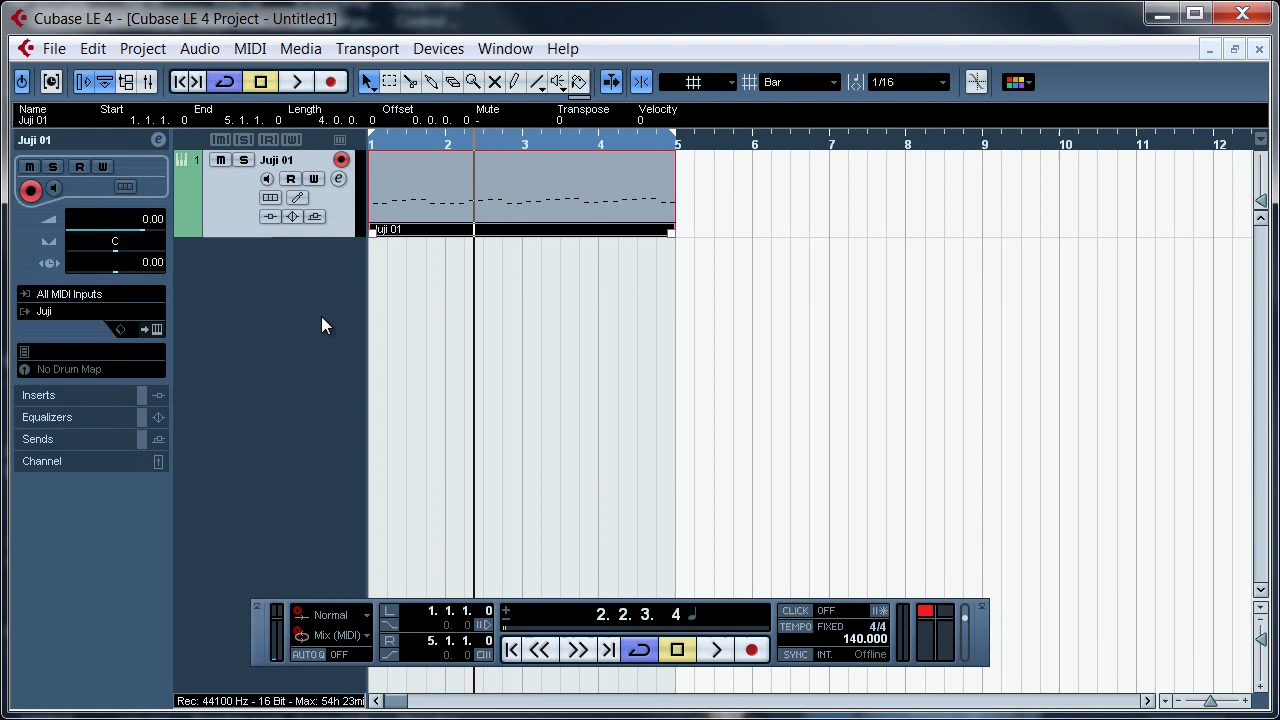 Cubase LE 4 - [Cubase LE 4 Project - Untitled1]
File Edit Project Audio MIDI Media Transport Devices Window Help
Bar 1/16
Name Start End Length Offset Mute Transpose Velocity
Juji 01 1. 1. 1. 0 5. 1. 1. 0 4. 0. 0. 0 0. 0. 0. 0 - 0 0
Juji 01 e [m] [S] [R] [W] 1 2 3 4 5 6 7 8 9 10 11 12
M S R W
1 M S Juji 01
R W e
0.00
C
0.00
Juji 01
All MIDI Inputs
Juji
No Drum Map
Inserts
Equalizers
Sends
Channel
Normal
Mix (MIDI)
AUTO Q OFF
L 1. 1. 1. 0
0. 0
R 5. 1. 1. 0
0. 0
2. 2. 3. 4
CLICK OFF
TEMPO FIXED 4/4
140.000
SYNC INT. Offline
Rec: 44100 Hz - 16 Bit - Max: 54h 23mi